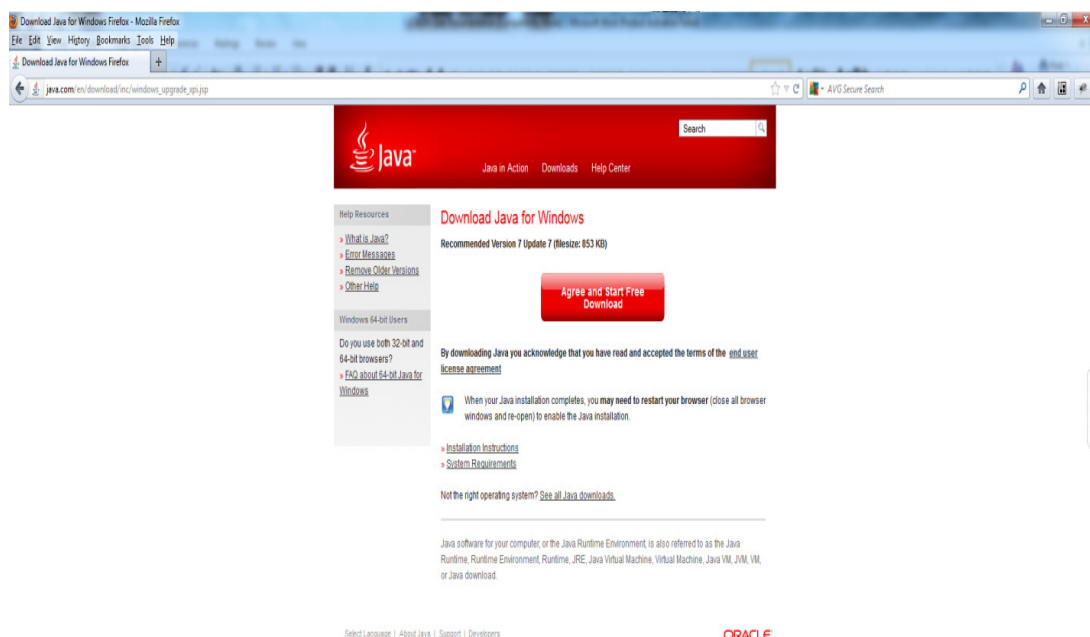 Download Java for Windows Firefox - Mozilla Firefox
File Edit View History Bookmarks Tools Help
Download Java for Windows Firefox +
java.com/en/download/inc/windows_upgrade_xpi.jsp
AVG Secure Search
Java™
Search
Java in Action Downloads Help Center
Help Resources
» What is Java?
» Error Messages
» Remove Older Versions
» Other Help
Windows 64-bit Users
Do you use both 32-bit and
64-bit browsers?
» FAQ about 64-bit Java for
Windows
Download Java for Windows
Recommended Version 7 Update 7 (filesize: 853 KB)
Agree and Start Free
Download
By downloading Java you acknowledge that you have read and accepted the terms of the end user
license agreement
When your Java installation completes, you may need to restart your browser (close all browser
windows and re-open) to enable the Java installation.
» Installation Instructions
» System Requirements
Not the right operating system? See all Java downloads.
Java software for your computer, or the Java Runtime Environment, is also referred to as the Java
Runtime, Runtime Environment, Runtime, JRE, Java Virtual Machine, Virtual Machine, Java VM, JVM, VM,
or Java download.
Select Language | About Java | Support | Developers
ORACLE